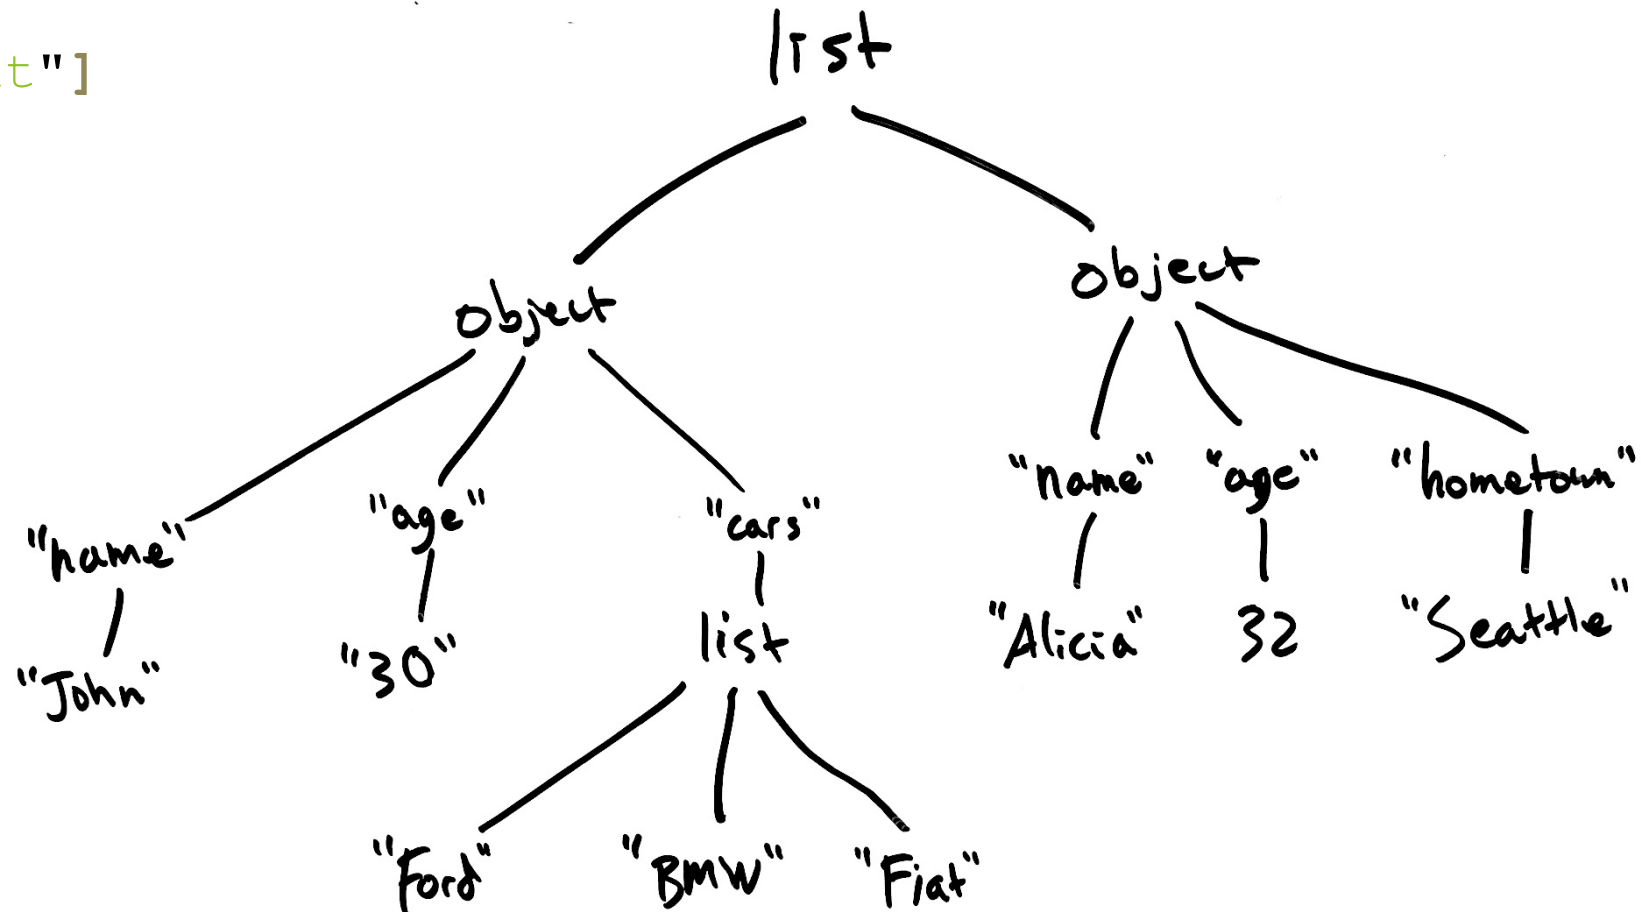 t"]
list
object
object
"name" "age" "hometown"
"name" "age" "cars"
"Alicia" 32 "Seattle"
"John" "30" list
"Ford" "BMW" "Fiat"